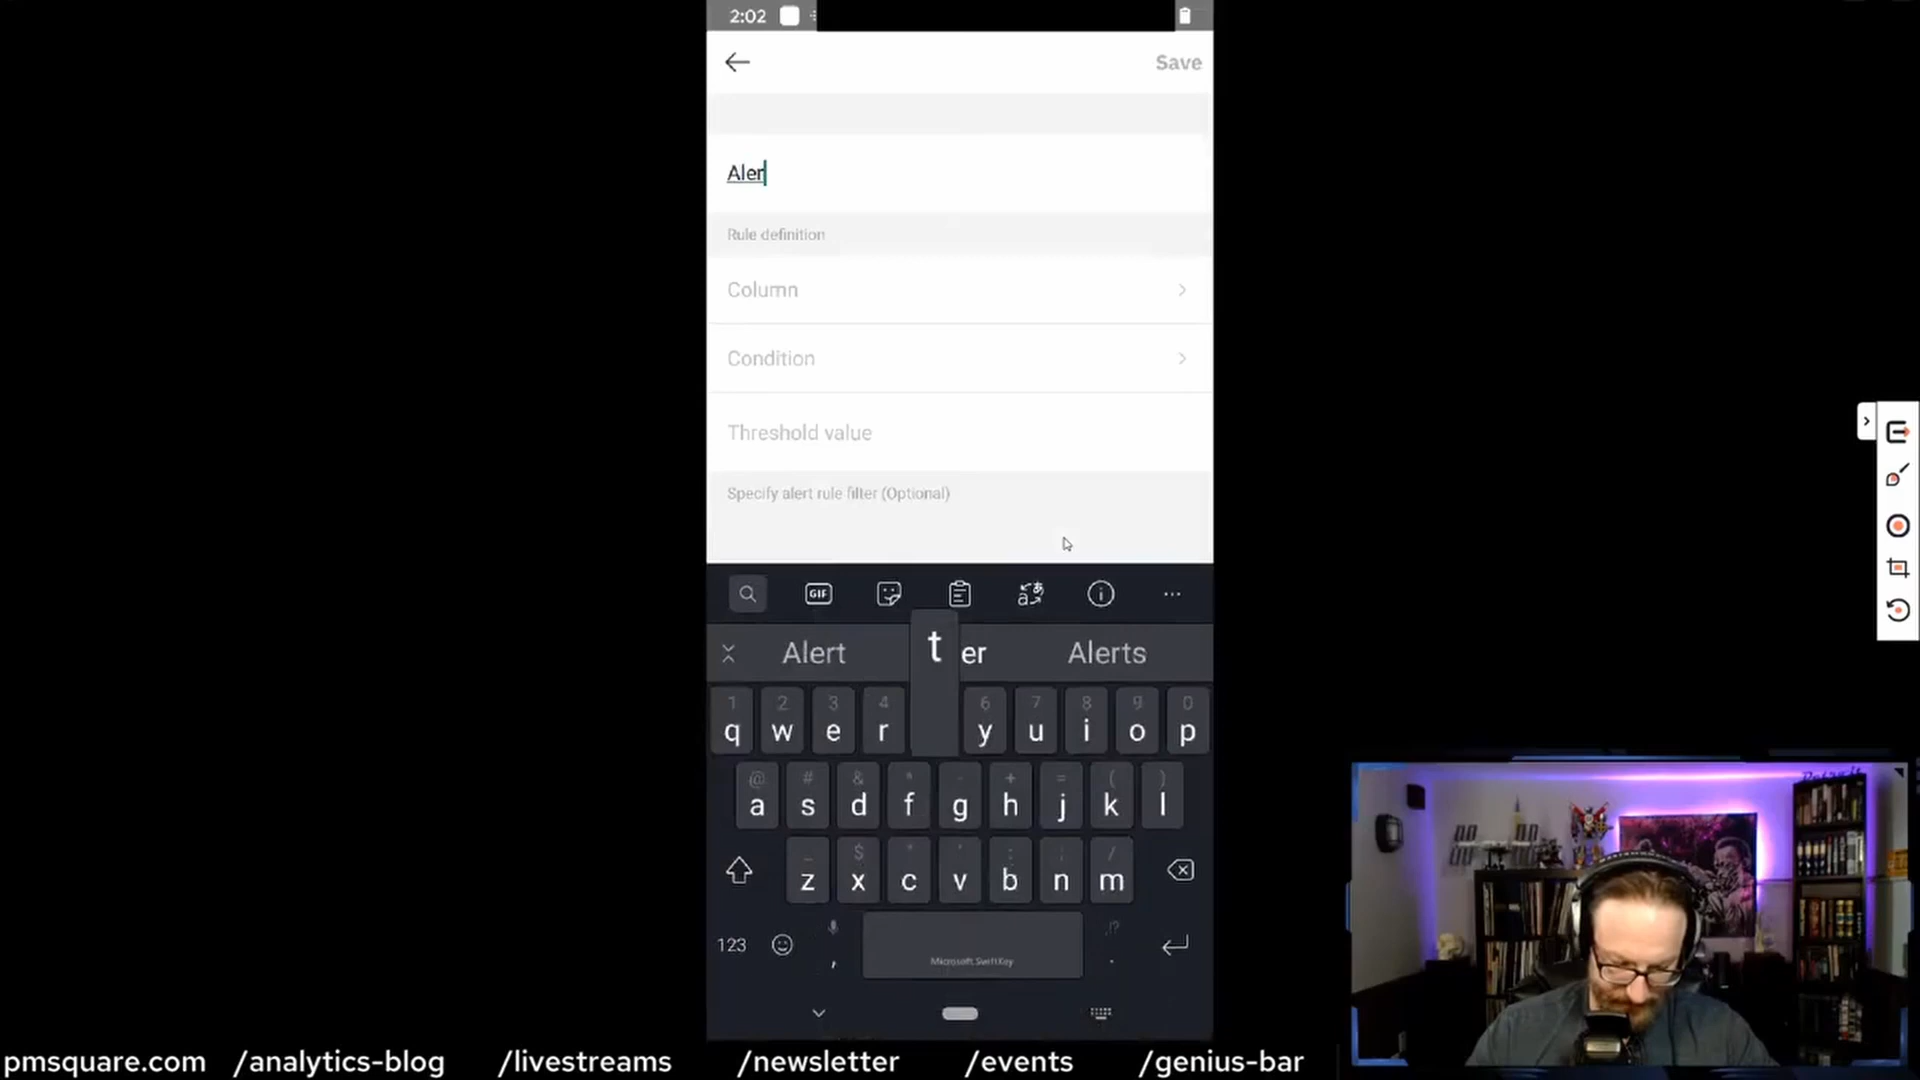 2:02
Save
Aler
Rule definition
Column
Condition
Threshold value
Specify alert rule filter (Optional)
GIF
Alert t er Alerts
1 2 3 4 6 7 8 9 0
q w e r y u i o p
@ # & * - + = ( )
a s d f g h j k l
_ $ " ' : ; /
z x c v b n m
123 , Microsoft SwiftKey ,!? .
pmsquare.com /analytics-blog /livestreams /newsletter /events /genius-bar